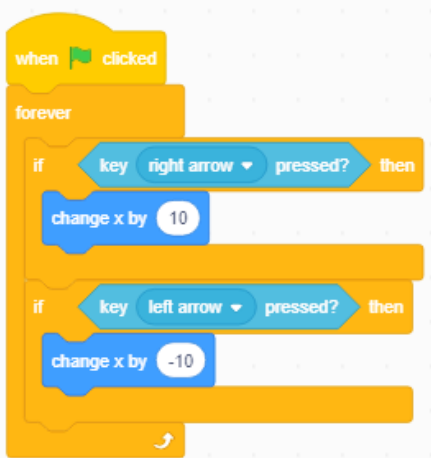 when clicked
forever
if key right arrow pressed? then
change x by 10
if key left arrow pressed? then
change x by -10